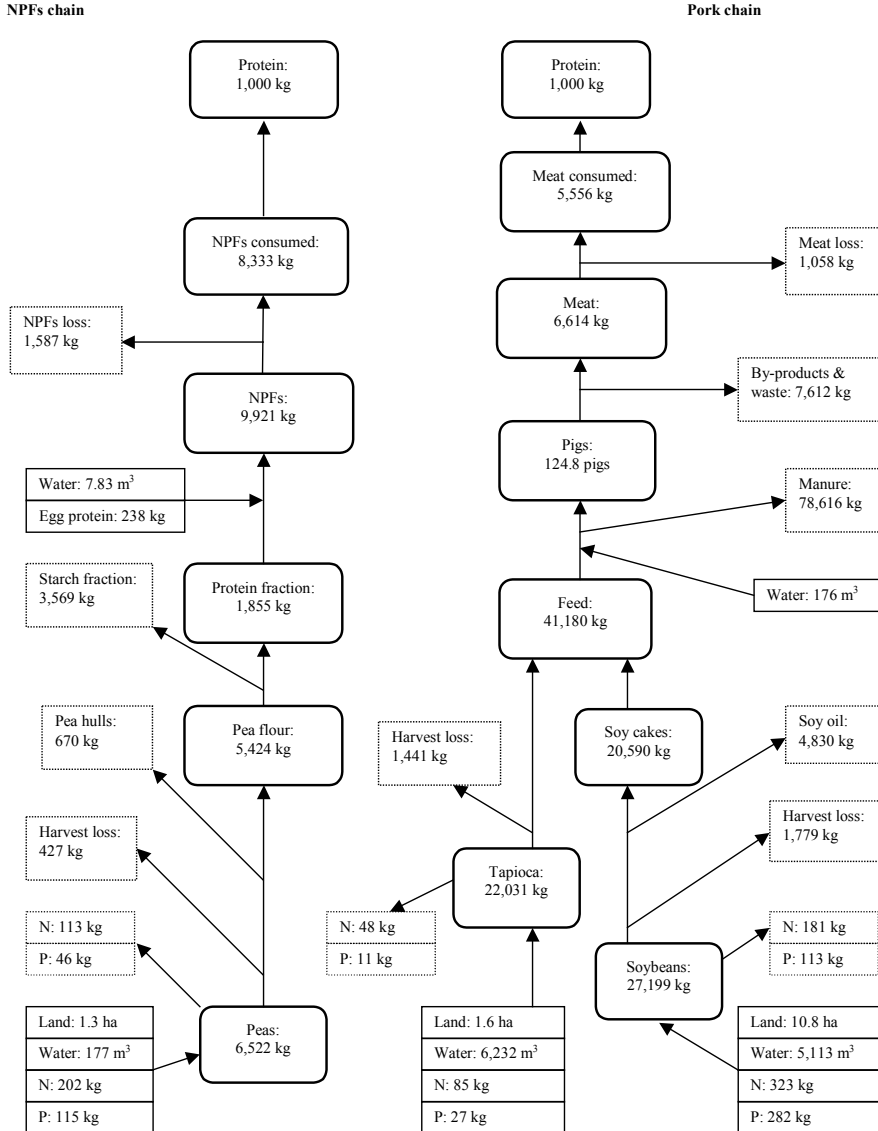 NPFs chain
Pork chain
Protein:
1,000 kg
Protein:
1,000 kg
Meat consumed:
5,556 kg
NPFs consumed:
8,333 kg
Meat loss:
1,058 kg
Meat:
6,614 kg
NPFs loss:
1,587 kg
By-products &
waste: 7,612 kg
NPFs:
9,921 kg
Pigs:
124.8 pigs
Water: 7.83 m³
Egg protein: 238 kg
Manure:
78,616 kg
Starch fraction:
3,569 kg
Protein fraction:
1,855 kg
Feed:
41,180 kg
Water: 176 m³
Pea hulls:
670 kg
Pea flour:
5,424 kg
Harvest loss:
1,441 kg
Soy cakes:
20,590 kg
Soy oil:
4,830 kg
Harvest loss:
427 kg
Harvest loss:
1,779 kg
Tapioca:
22,031 kg
N: 113 kg
P: 46 kg
N: 48 kg
P: 11 kg
N: 181 kg
P: 113 kg
Soybeans:
27,199 kg
Land: 1.3 ha
Water: 177 m³
N: 202 kg
P: 115 kg
Peas:
6,522 kg
Land: 1.6 ha
Water: 6,232 m³
N: 85 kg
P: 27 kg
Land: 10.8 ha
Water: 5,113 m³
N: 323 kg
P: 282 kg